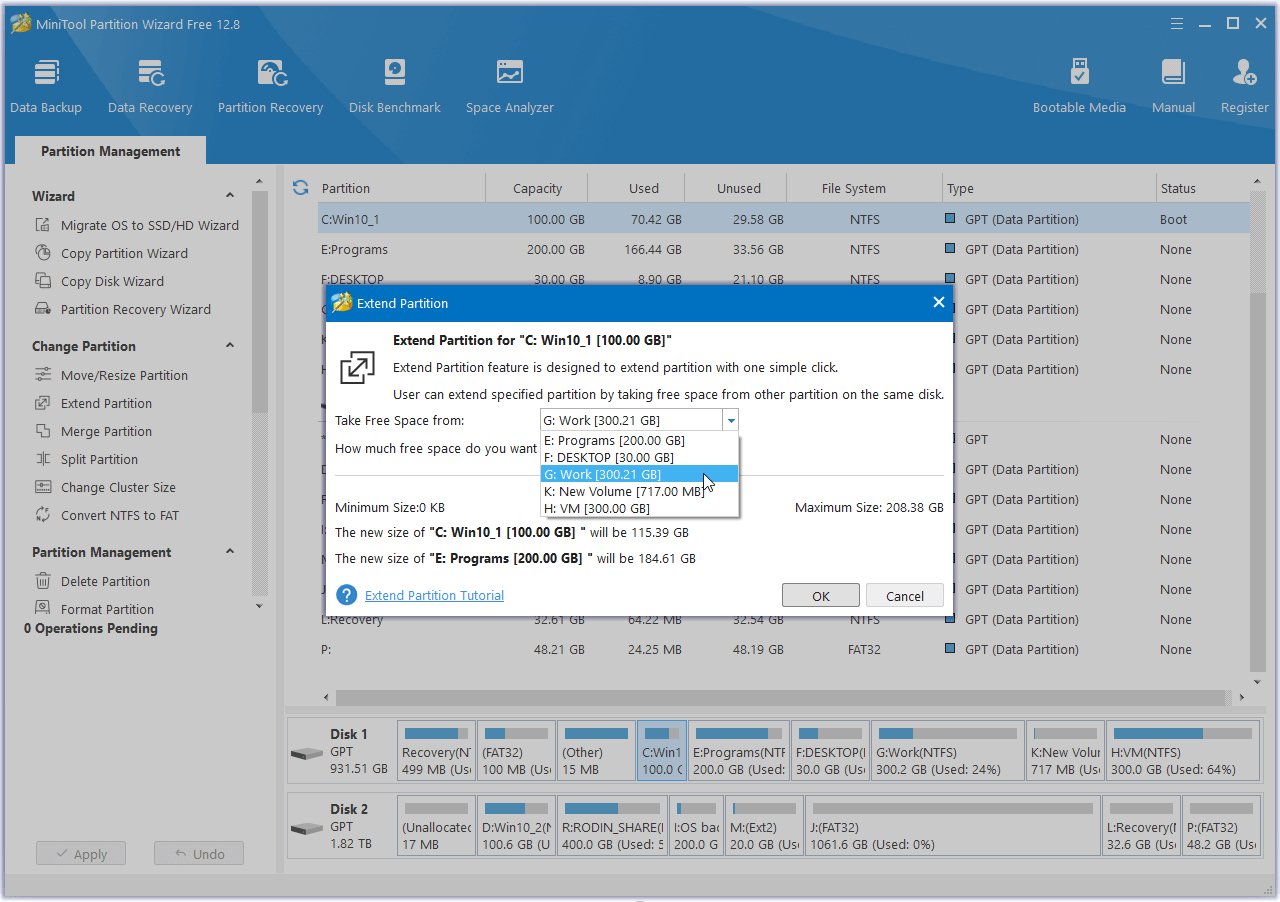 MiniTool Partition Wizard Free 12.8
Data Backup Data Recovery Partition Recovery Disk Benchmark Space Analyzer Bootable Media Manual Register
Partition Management
Wizard
Migrate OS to SSD/HD Wizard
Copy Partition Wizard
Copy Disk Wizard
Partition Recovery Wizard
Change Partition
Move/Resize Partition
Extend Partition
Merge Partition
Split Partition
Change Cluster Size
Convert NTFS to FAT
Partition Management
Delete Partition
Format Partition
0 Operations Pending
Apply Undo
Partition Capacity Used Unused File System Type Status
C:Win10_1 100.00 GB 70.42 GB 29.58 GB NTFS GPT (Data Partition) Boot
E:Programs 200.00 GB 166.44 GB 33.56 GB NTFS GPT (Data Partition) None
F:DESKTOP 30.00 GB 8.90 GB 21.10 GB NTFS GPT (Data Partition) None
GPT (Data Partition) None
GPT (Data Partition) None
GPT (Data Partition) None
GPT None
GPT (Data Partition) None
GPT (Data Partition) None
GPT (Data Partition) None
GPT (Data Partition) None
GPT (Data Partition) None
L:Recovery 32.61 GB 64.22 MB 32.54 GB NTFS GPT (Data Partition) None
P: 48.21 GB 24.25 MB 48.19 GB FAT32 GPT (Data Partition) None
Extend Partition
Extend Partition for "C: Win10_1 [100.00 GB]"
Extend Partition feature is designed to extend partition with one simple click.
User can extend specified partition by taking free space from other partition on the same disk.
Take Free Space from: G: Work [300.21 GB]
E: Programs [200.00 GB]
F: DESKTOP [30.00 GB]
G: Work [300.21 GB]
K: New Volume [717.00 MB]
H: VM [300.00 GB]
How much free space do you want
Minimum Size:0 KB Maximum Size: 208.38 GB
The new size of "C: Win10_1 [100.00 GB] " will be 115.39 GB
The new size of "E: Programs [200.00 GB] " will be 184.61 GB
? Extend Partition Tutorial OK Cancel
Disk 1
GPT
931.51 GB
Recovery(NT
499 MB (Use
(FAT32)
100 MB (Use
(Other)
15 MB
C:Win1
100.0 G
E:Programs(NTF
200.0 GB (Used:
F:DESKTOP(
30.0 GB (Use
G:Work(NTFS)
300.2 GB (Used: 24%)
K:New Volun
717 MB (Use
H:VM(NTFS)
300.0 GB (Used: 64%)
Disk 2
GPT
1.82 TB
(Unallocated
17 MB
D:Win10_2(N
100.6 GB (U
R:RODIN_SHARE(
400.0 GB (Used: 5
I:OS bac
200.0 G
M:(Ext2)
20.0 GB (Use
J:(FAT32)
1061.6 GB (Used: 0%)
L:Recovery(
32.6 GB (Use
P:(FAT32)
48.2 GB (Use